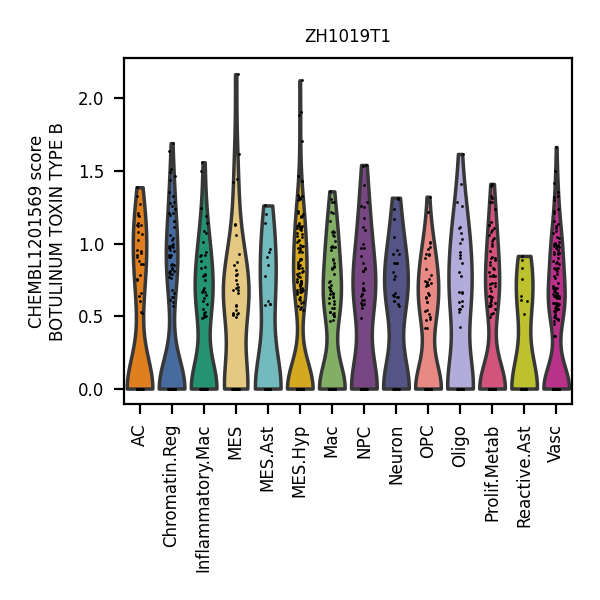 ZH1019T1
CHEMBL1201569 score
BOTULINUM TOXIN TYPE B
2.0
1.5
1.0
0.5
0.0
AC
Chromatin.Reg
Inflammatory.Mac
MES
MES.Ast
MES.Hyp
Mac
NPC
Neuron
OPC
Oligo
Prolif.Metab
Reactive.Ast
Vasc